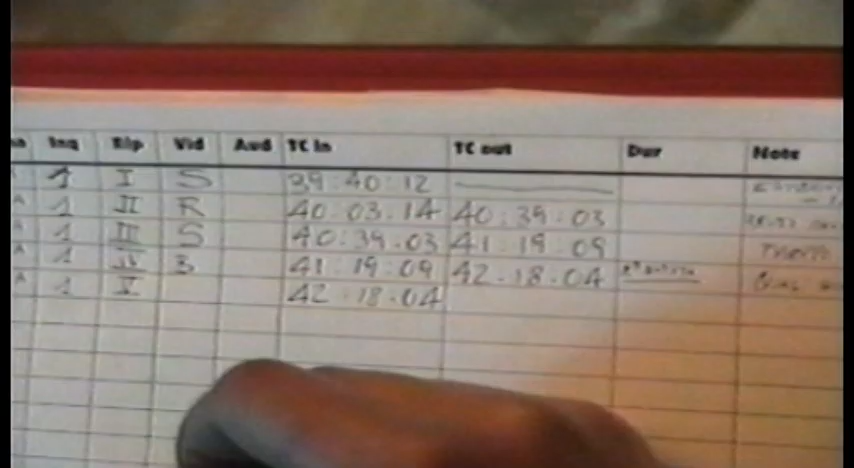 Inq Rip Vid Aud TC In TC out Dur Note
1 I S 39:40:12
A 1 II R 40:03.14 40:39.03
A 1 III S 40:39.03 41:19:09
A 1 IV B 41:19:09 42.18.04
A 1 V 42.18.04